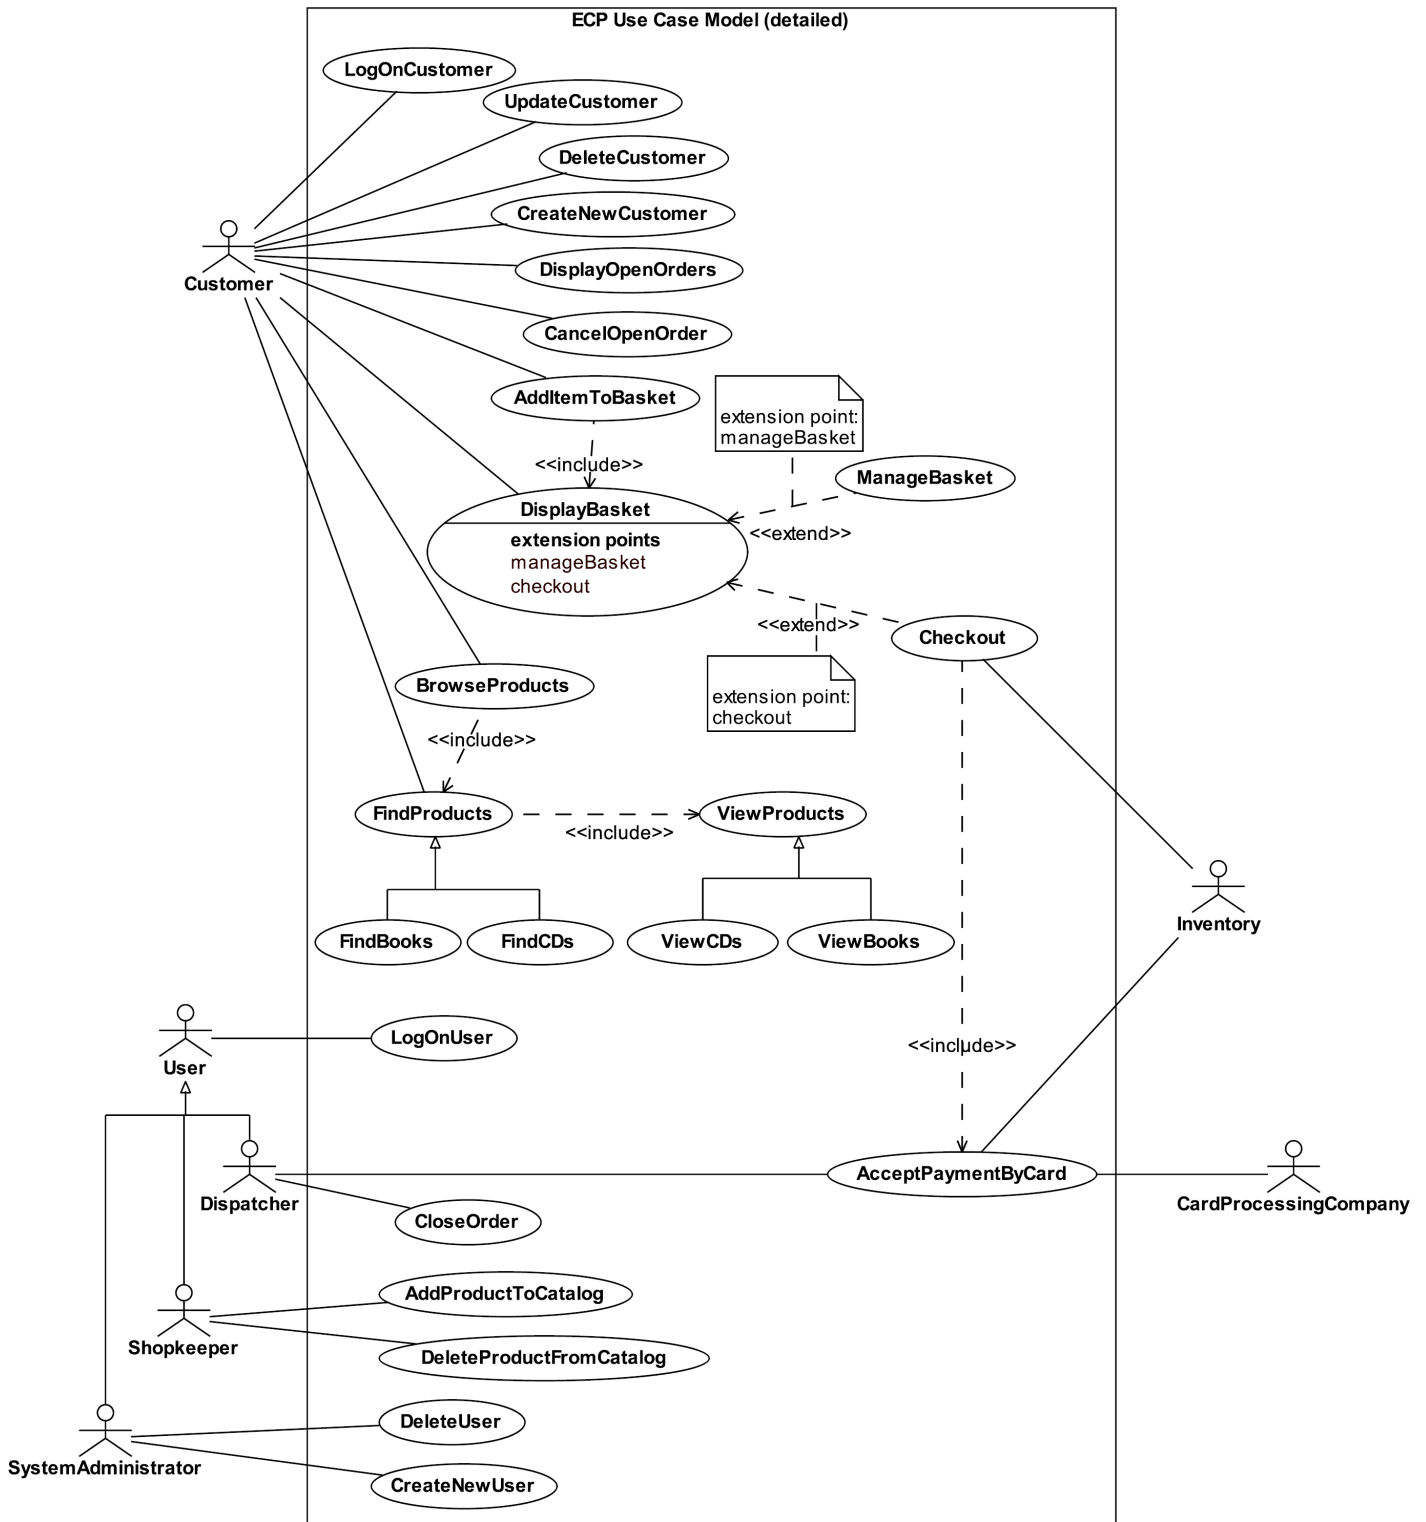 ECP Use Case Model (detailed)
LogOnCustomer
UpdateCustomer
DeleteCustomer
CreateNewCustomer
DisplayOpenOrders
Customer
CancelOpenOrder
AddItemToBasket
extension point:
manageBasket
<<include>>
ManageBasket
DisplayBasket
<<extend>>
extension points
manageBasket
checkout
<<extend>>
Checkout
BrowseProducts
extension point:
checkout
<<include>>
FindProducts
ViewProducts
<<include>>
Inventory
FindBooks
FindCDs
ViewCDs
ViewBooks
LogOnUser
<<include>>
User
AcceptPaymentByCard
Dispatcher
CardProcessingCompany
CloseOrder
AddProductToCatalog
Shopkeeper
DeleteProductFromCatalog
DeleteUser
SystemAdministrator
CreateNewUser